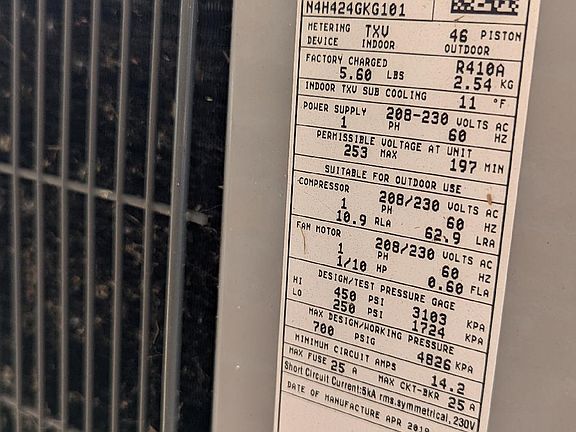 N4H424GKG101
METERING TXV 46 PISTON
DEVICE INDOOR OUTDOOR
FACTORY CHARGED R410A
5.60 LBS 2.54 KG
INDOOR TXV SUB COOLING 11 °F
POWER SUPPLY 208-230 VOLTS AC
1 PH 60 HZ
PERMISSIBLE VOLTAGE AT UNIT
253 MAX 197 MIN
SUITABLE FOR OUTDOOR USE
COMPRESSOR 208/230 VOLTS AC
1 PH 60 HZ
10.9 RLA 62.9 LRA
FAN MOTOR 208/230 VOLTS AC
1 PH 60 HZ
1/10 HP 0.60 FLA
DESIGN/TEST PRESSURE GAGE
HI 450 PSI 3103 KPA
LO 250 PSI 1724 KPA
MAX DESIGN/WORKING PRESSURE
700 PSIG 4826 KPA
MINIMUM CIRCUIT AMPS 14.2
MAX FUSE 25 A MAX CKT-BKR 25 A
Short Circuit Current:5kA rms,symmetrical,230V
DATE OF MANUFACTURE APR 2019